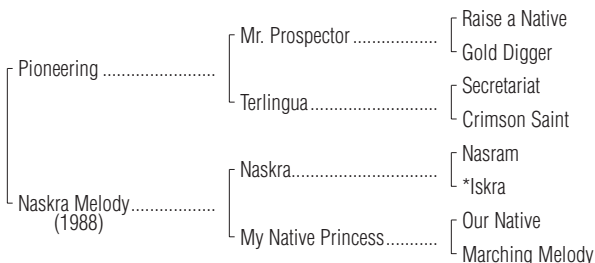 Raise a Native
Mr. Prospector ..................
Gold Digger
Pioneering ........................
Secretariat
Terlingua ...........................
Crimson Saint
Nasram
Naskra ...............................
*Iskra
Naskra Melody ..................
(1988)
Our Native
My Native Princess ...........
Marching Melody